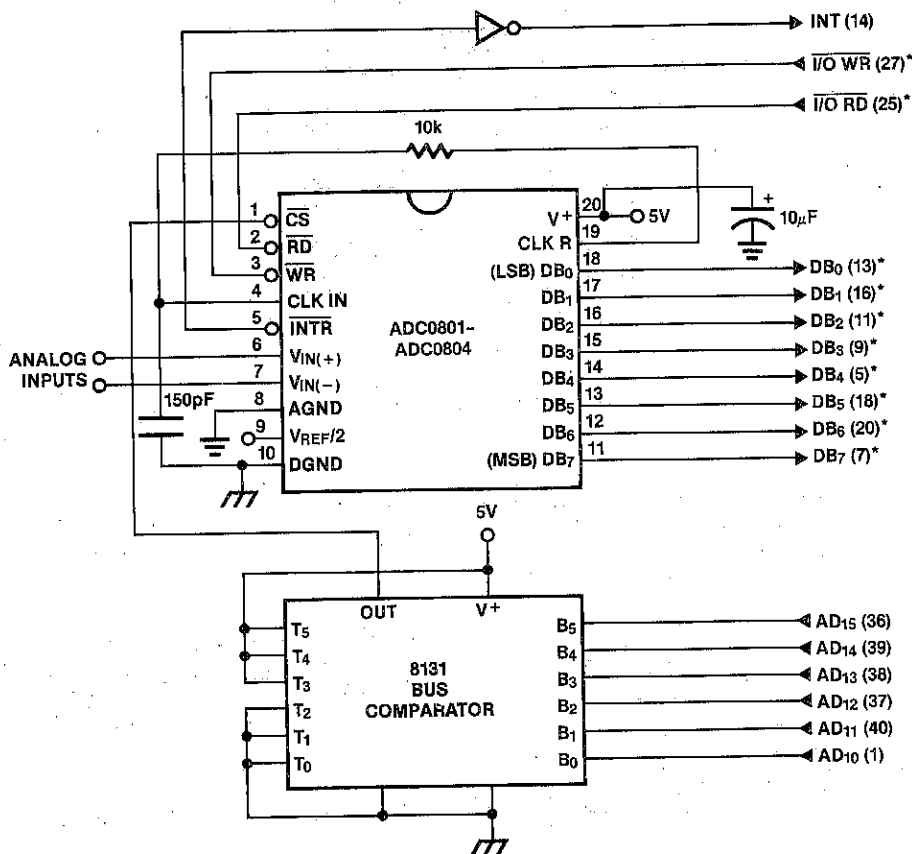 INT (14)
I/O WR (27)*
I/O RD (25)*
10k
1 CS
2 RD
3 WR
4 CLK IN
5 INTR
ANALOG INPUTS
6 VIN(+)
7 VIN(−)
150pF
8 AGND
9 VREF/2
10 DGND
ADC0801–
ADC0804
V+ 20
5V
+
10μF
CLK R 19
(LSB) DB0 18 DB0 (13)*
DB1 17 DB1 (16)*
DB2 16 DB2 (11)*
DB3 15 DB3 (9)*
DB4 14 DB4 (5)*
DB5 13 DB5 (18)*
DB6 12 DB6 (20)*
(MSB) DB7 11 DB7 (7)*
5V
OUT V+
T5
T4
T3
T2
T1
T0
8131
BUS
COMPARATOR
B5 AD15 (36)
B4 AD14 (39)
B3 AD13 (38)
B2 AD12 (37)
B1 AD11 (40)
B0 AD10 (1)